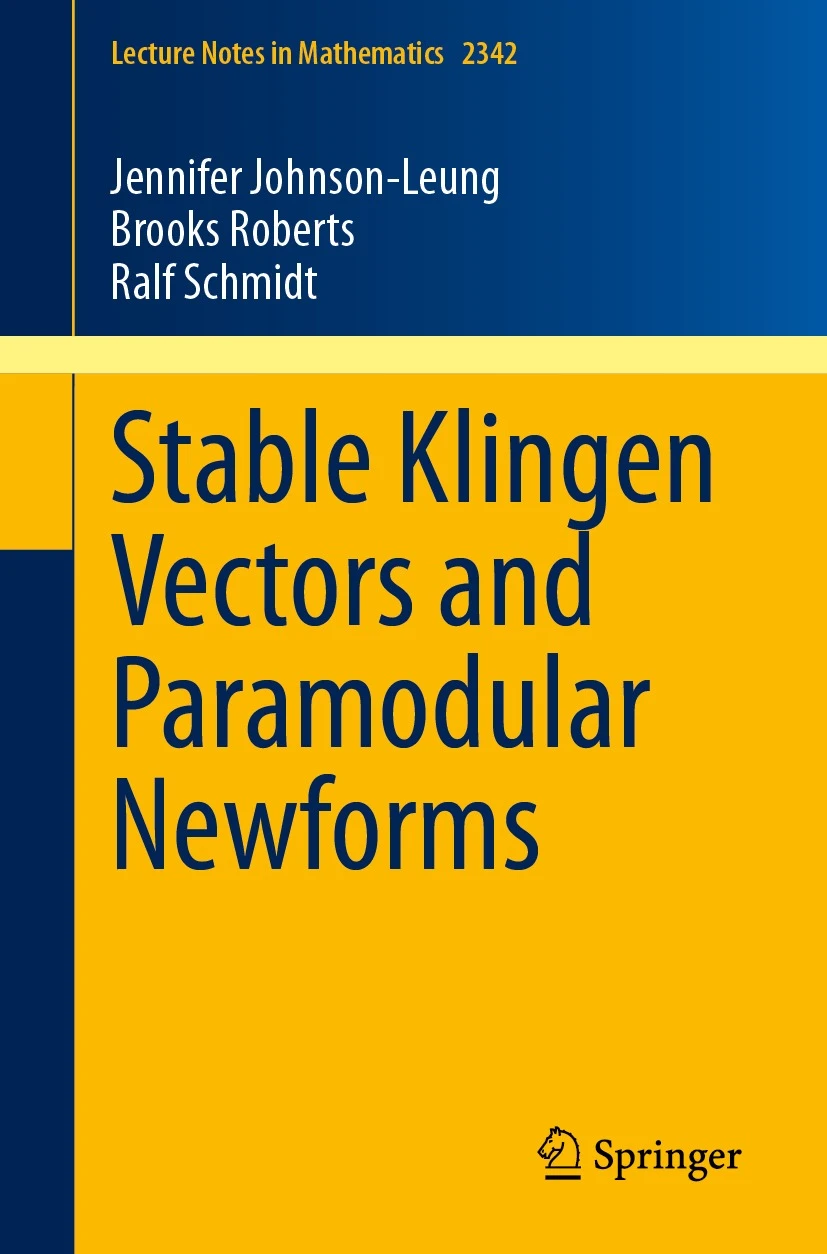 Lecture Notes in Mathematics 2342
Jennifer Johnson-Leung
Brooks Roberts
Ralf Schmidt
Stable Klingen
Vectors and
Paramodular
Newforms
Springer